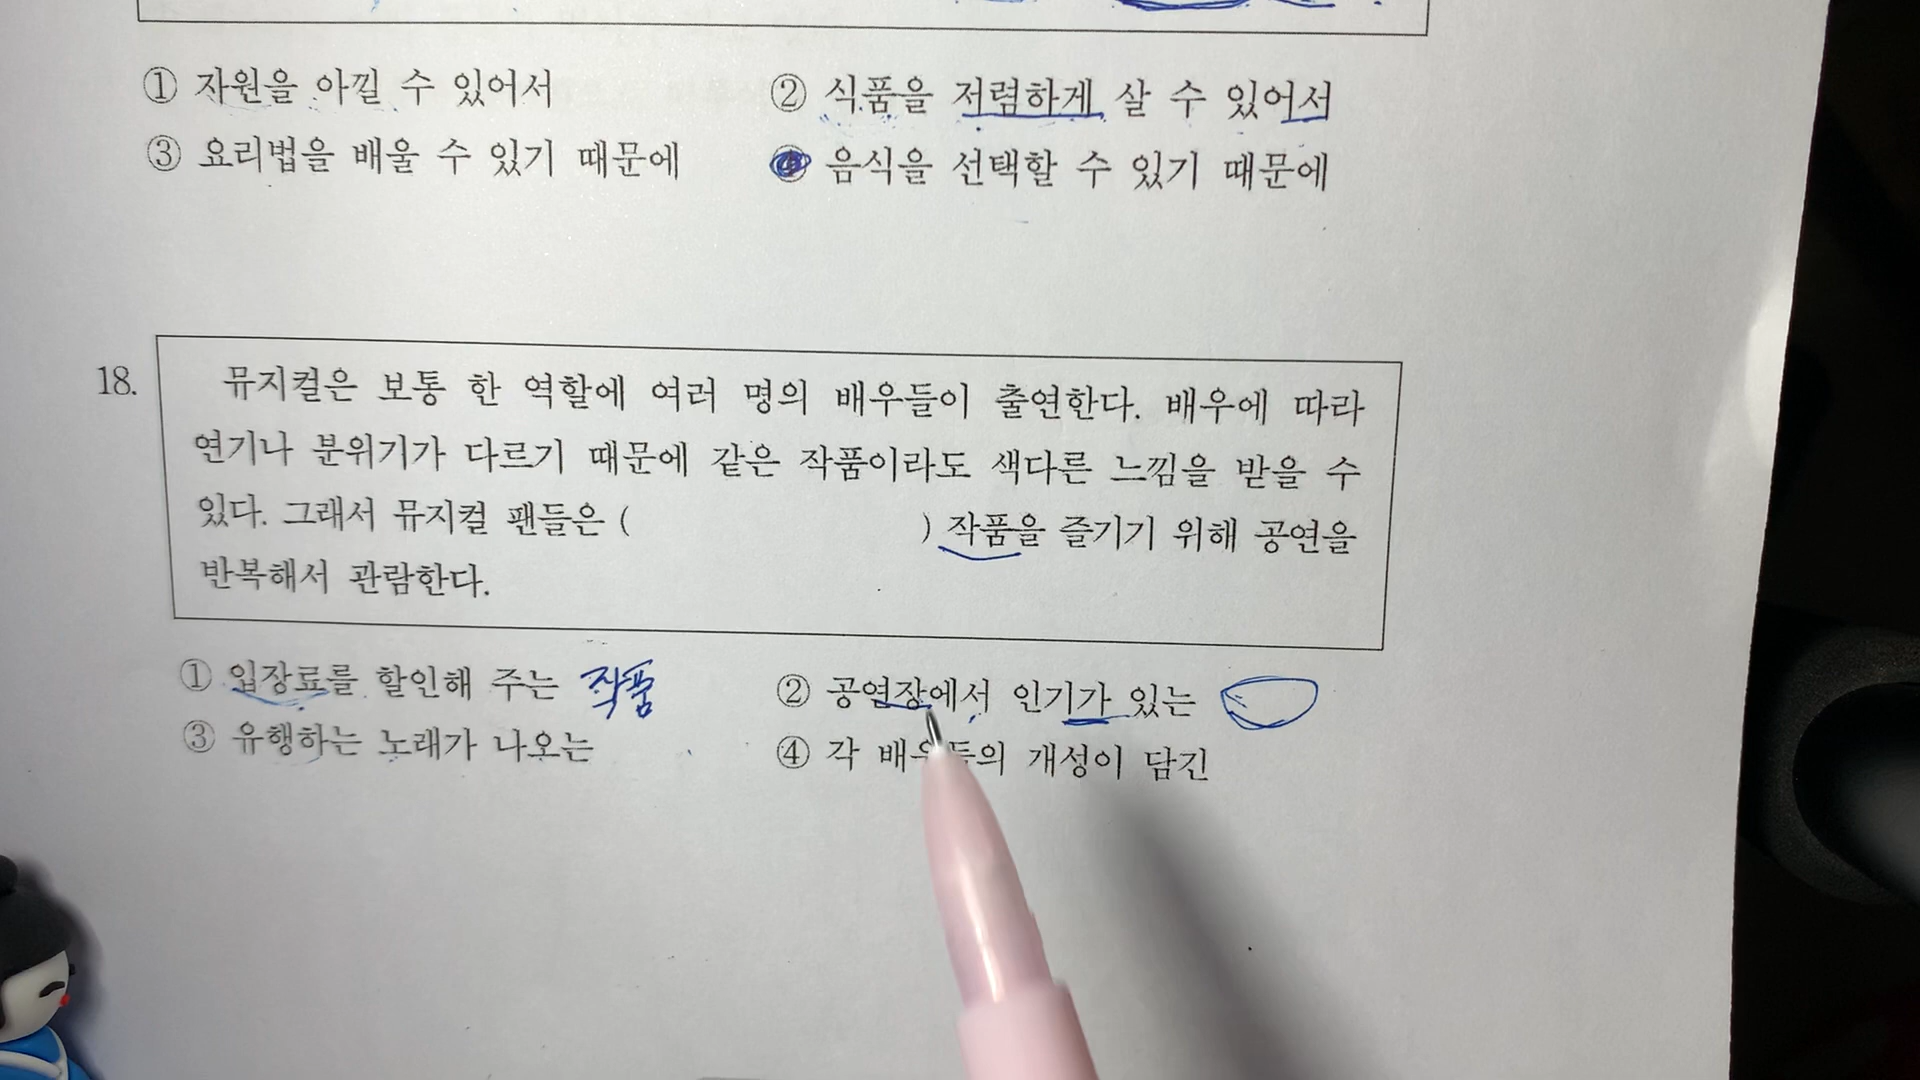 ① 자원을 아낄 수 있어서 ② 식품을 저렴하게 살 수 있어서
③ 요리법을 배울 수 있기 때문에 ④ 음식을 선택할 수 있기 때문에
18. 뮤지컬은 보통 한 역할에 여러 명의 배우들이 출연한다. 배우에 따라
연기나 분위기가 다르기 때문에 같은 작품이라도 색다른 느낌을 받을 수
있다. 그래서 뮤지컬 팬들은 ( ) 작품을 즐기기 위해 공연을
반복해서 관람한다.
① 입장료를 할인해 주는 작품 ② 공연장에서 인기가 있는
③ 유행하는 노래가 나오는 ④ 각 배우들의 개성이 담긴